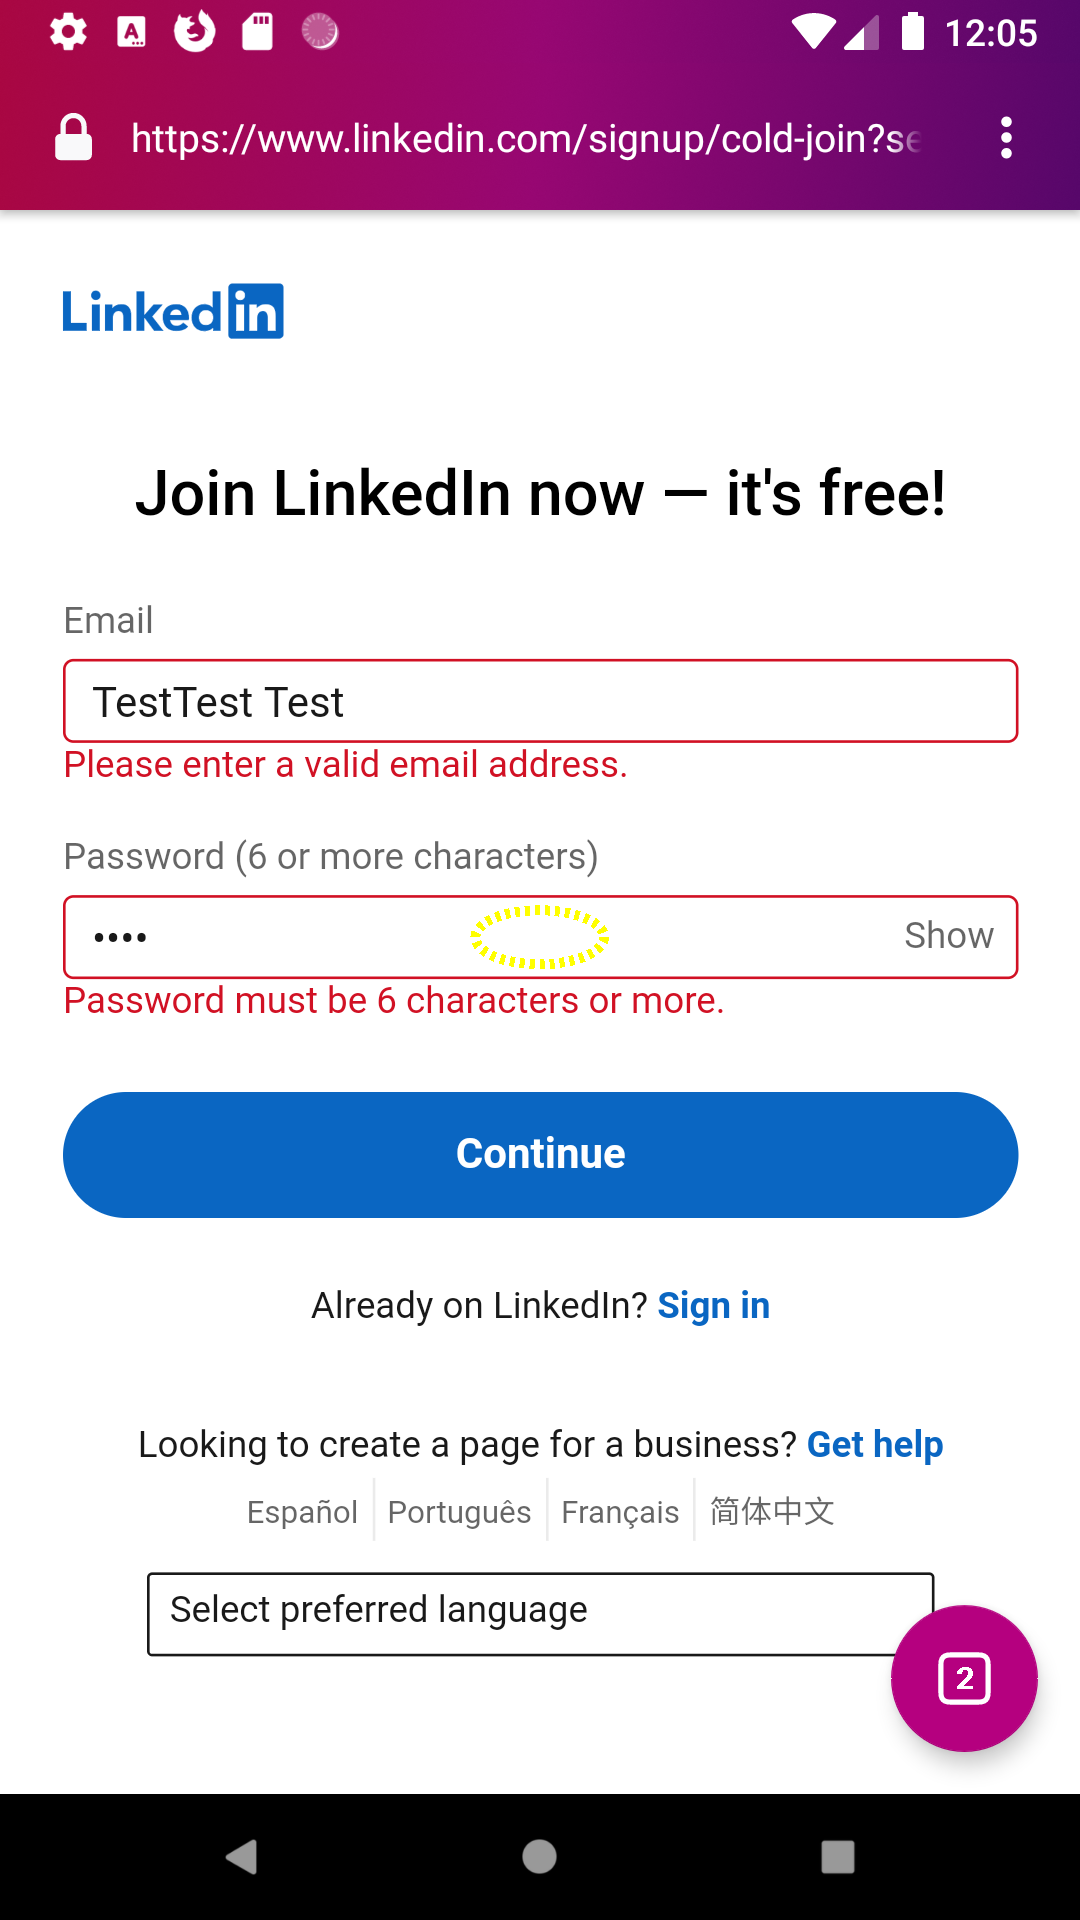 12:05
https://www.linkedin.com/signup/cold-join?se
Linkedin
Join LinkedIn now — it's free!
Email
TestTest Test
Please enter a valid email address.
Password (6 or more characters)
••••
Show
Password must be 6 characters or more.
Continue
Already on LinkedIn? Sign in
Looking to create a page for a business? Get help
Español Português Français 简体中文
Select preferred language
2